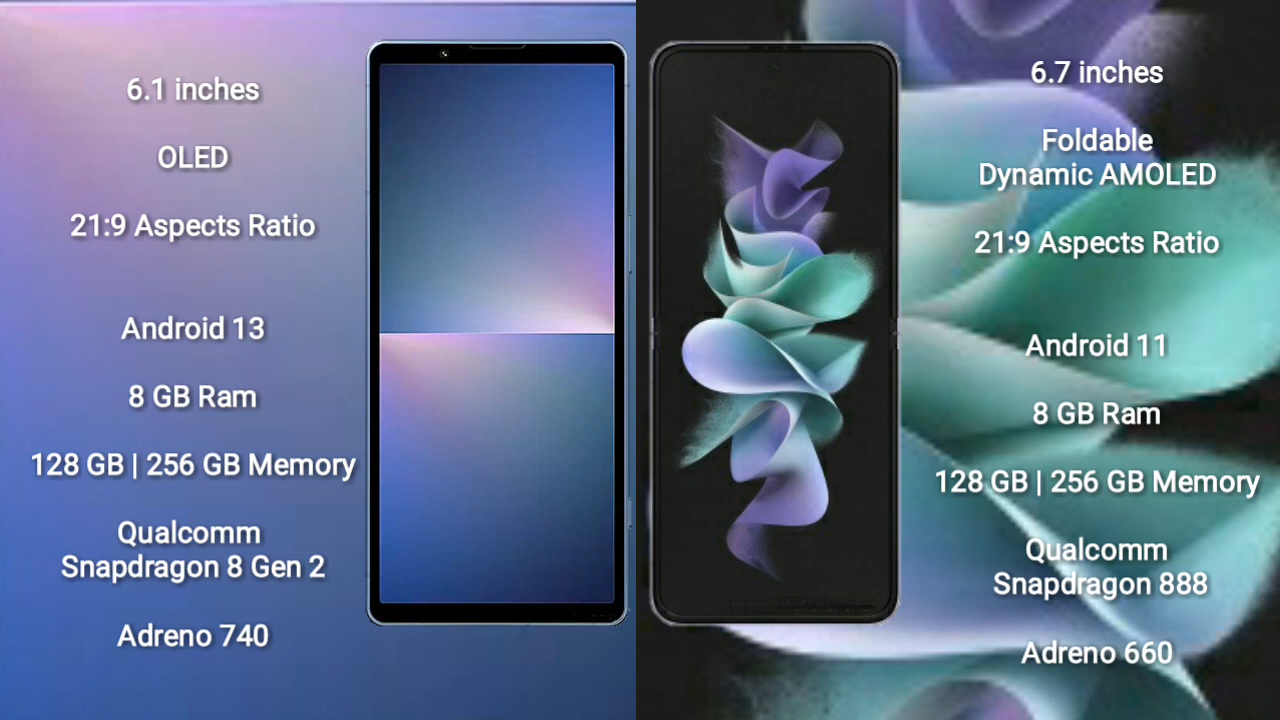 6.1 inches
OLED
21:9 Aspects Ratio
Android 13
8 GB Ram
128 GB | 256 GB Memory
Qualcomm
Snapdragon 8 Gen 2
Adreno 740
6.7 inches
Foldable
Dynamic AMOLED
21:9 Aspects Ratio
Android 11
8 GB Ram
128 GB | 256 GB Memory
Qualcomm
Snapdragon 888
Adreno 660